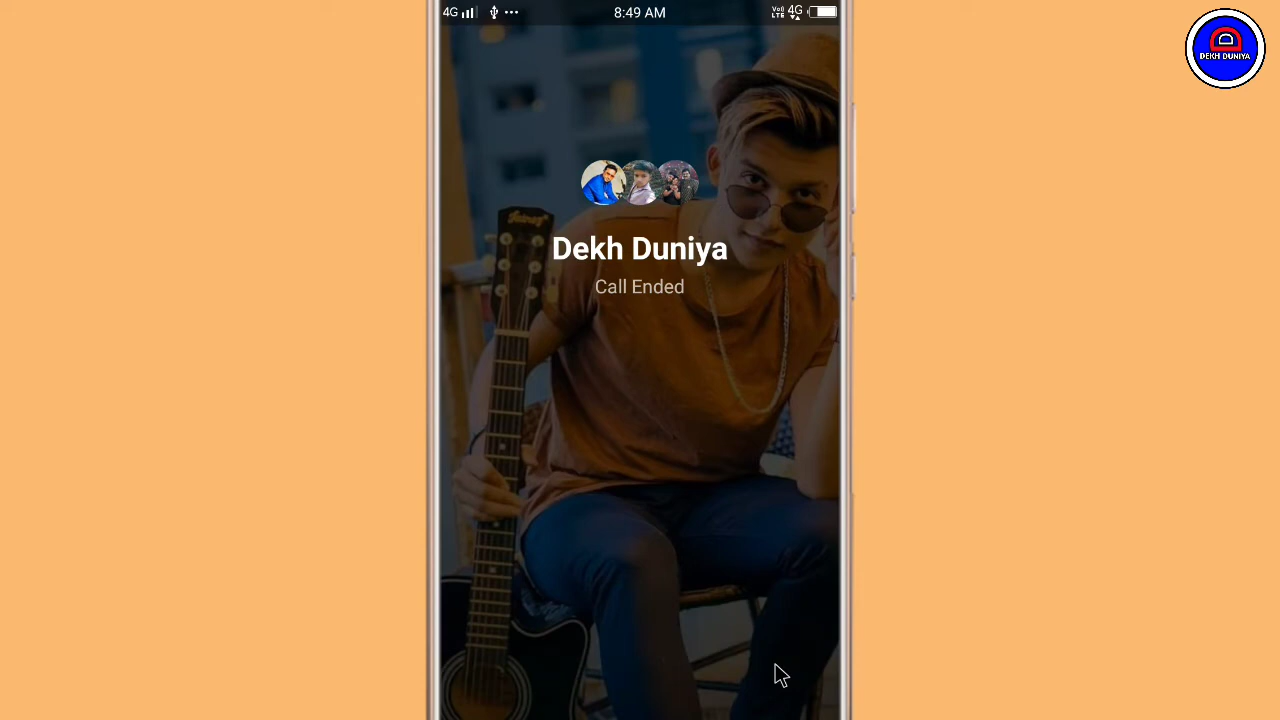 4G
8:49 AM
Vo))
LTE
4G
DEKH DUNIYA
Dekh Duniya
Call Ended